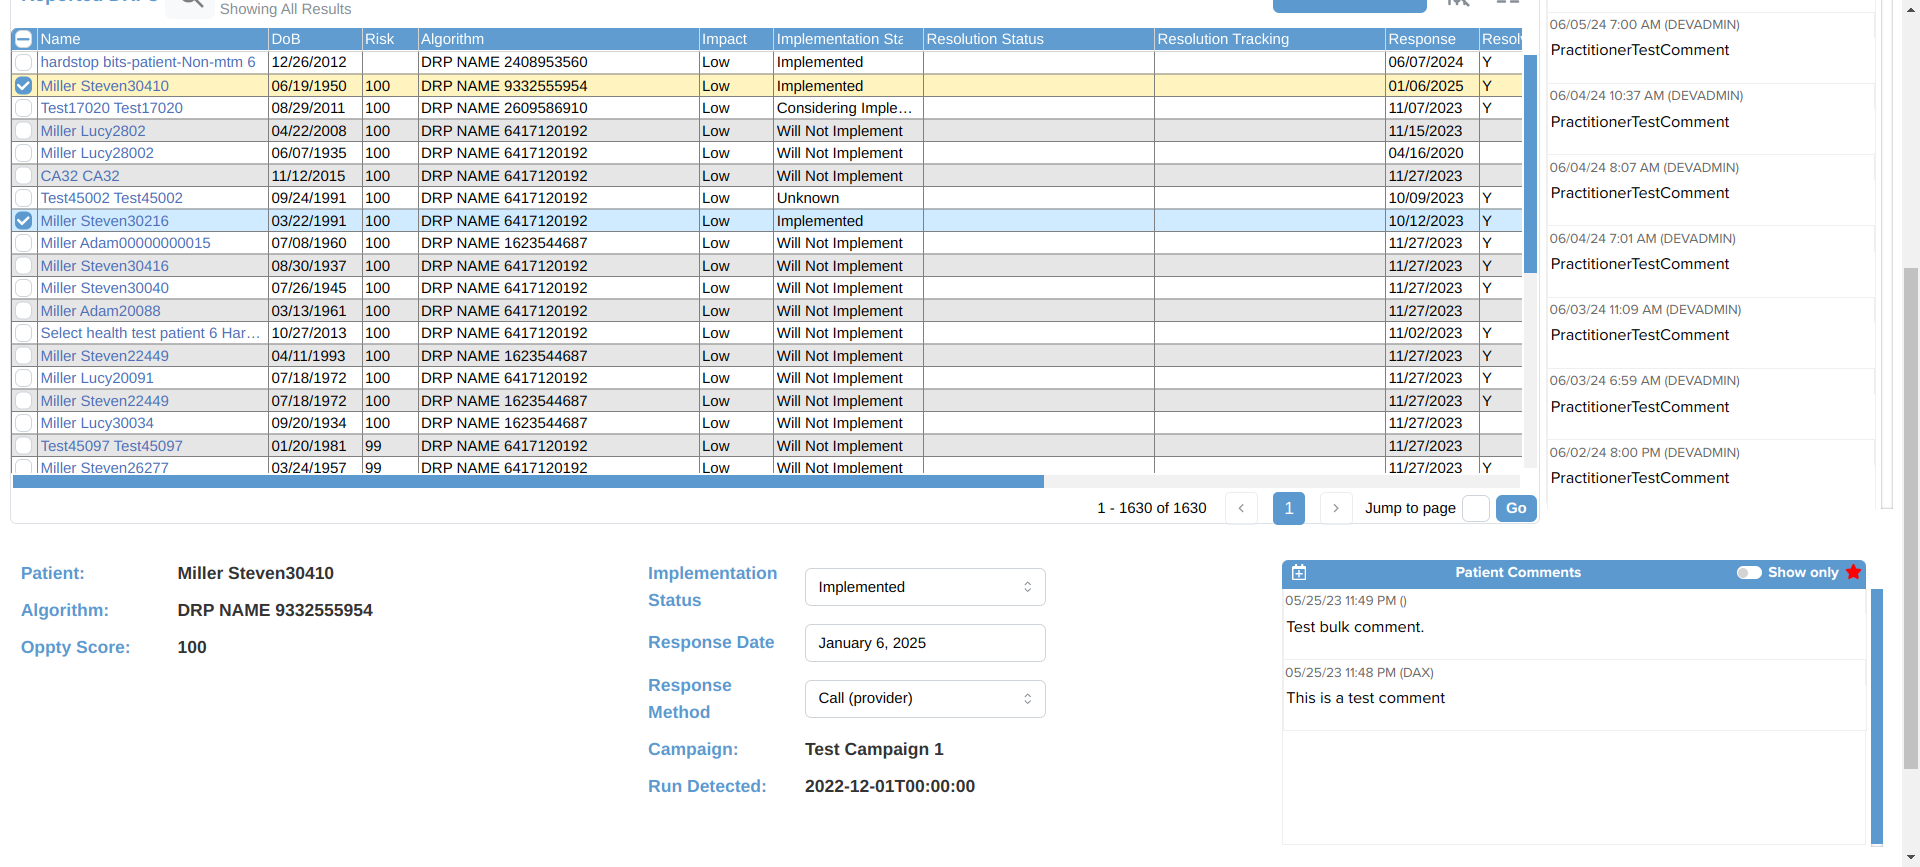 Showing All Results
Name DoB Risk Algorithm Impact Implementation Sta Resolution Status Resolution Tracking Response Resolv
hardstop bits-patient-Non-mtm 6 12/26/2012 DRP NAME 2408953560 Low Implemented 06/07/2024 Y
Miller Steven30410 06/19/1950 100 DRP NAME 9332555954 Low Implemented 01/06/2025 Y
Test17020 Test17020 08/29/2011 100 DRP NAME 2609586910 Low Considering Imple... 11/07/2023 Y
Miller Lucy2802 04/22/2008 100 DRP NAME 6417120192 Low Will Not Implement 11/15/2023
Miller Lucy28002 06/07/1935 100 DRP NAME 6417120192 Low Will Not Implement 04/16/2020
CA32 CA32 11/12/2015 100 DRP NAME 6417120192 Low Will Not Implement 11/27/2023
Test45002 Test45002 09/24/1991 100 DRP NAME 6417120192 Low Unknown 10/09/2023 Y
Miller Steven30216 03/22/1991 100 DRP NAME 6417120192 Low Implemented 10/12/2023 Y
Miller Adam00000000015 07/08/1960 100 DRP NAME 1623544687 Low Will Not Implement 11/27/2023 Y
Miller Steven30416 08/30/1937 100 DRP NAME 6417120192 Low Will Not Implement 11/27/2023 Y
Miller Steven30040 07/26/1945 100 DRP NAME 6417120192 Low Will Not Implement 11/27/2023 Y
Miller Adam20088 03/13/1961 100 DRP NAME 6417120192 Low Will Not Implement 11/27/2023
Select health test patient 6 Har... 10/27/2013 100 DRP NAME 6417120192 Low Will Not Implement 11/02/2023 Y
Miller Steven22449 04/11/1993 100 DRP NAME 1623544687 Low Will Not Implement 11/27/2023 Y
Miller Lucy20091 07/18/1972 100 DRP NAME 6417120192 Low Will Not Implement 11/27/2023 Y
Miller Steven22449 07/18/1972 100 DRP NAME 1623544687 Low Will Not Implement 11/27/2023 Y
Miller Lucy30034 09/20/1934 100 DRP NAME 1623544687 Low Will Not Implement 11/27/2023
Test45097 Test45097 01/20/1981 99 DRP NAME 6417120192 Low Will Not Implement 11/27/2023
Miller Steven26277 03/24/1957 99 DRP NAME 6417120192 Low Will Not Implement 11/27/2023 Y
1 - 1630 of 1630 < 1 > Jump to page Go
06/05/24 7:00 AM (DEVADMIN)
PractitionerTestComment
06/04/24 10:37 AM (DEVADMIN)
PractitionerTestComment
06/04/24 8:07 AM (DEVADMIN)
PractitionerTestComment
06/04/24 7:01 AM (DEVADMIN)
PractitionerTestComment
06/03/24 11:09 AM (DEVADMIN)
PractitionerTestComment
06/03/24 6:59 AM (DEVADMIN)
PractitionerTestComment
06/02/24 8:00 PM (DEVADMIN)
PractitionerTestComment
Patient: Miller Steven30410
Algorithm: DRP NAME 9332555954
Oppty Score: 100
Implementation
Status
Implemented
Response Date January 6, 2025
Response
Method
Call (provider)
Campaign: Test Campaign 1
Run Detected: 2022-12-01T00:00:00
Patient Comments Show only
05/25/23 11:49 PM ()
Test bulk comment.
05/25/23 11:48 PM (DAX)
This is a test comment